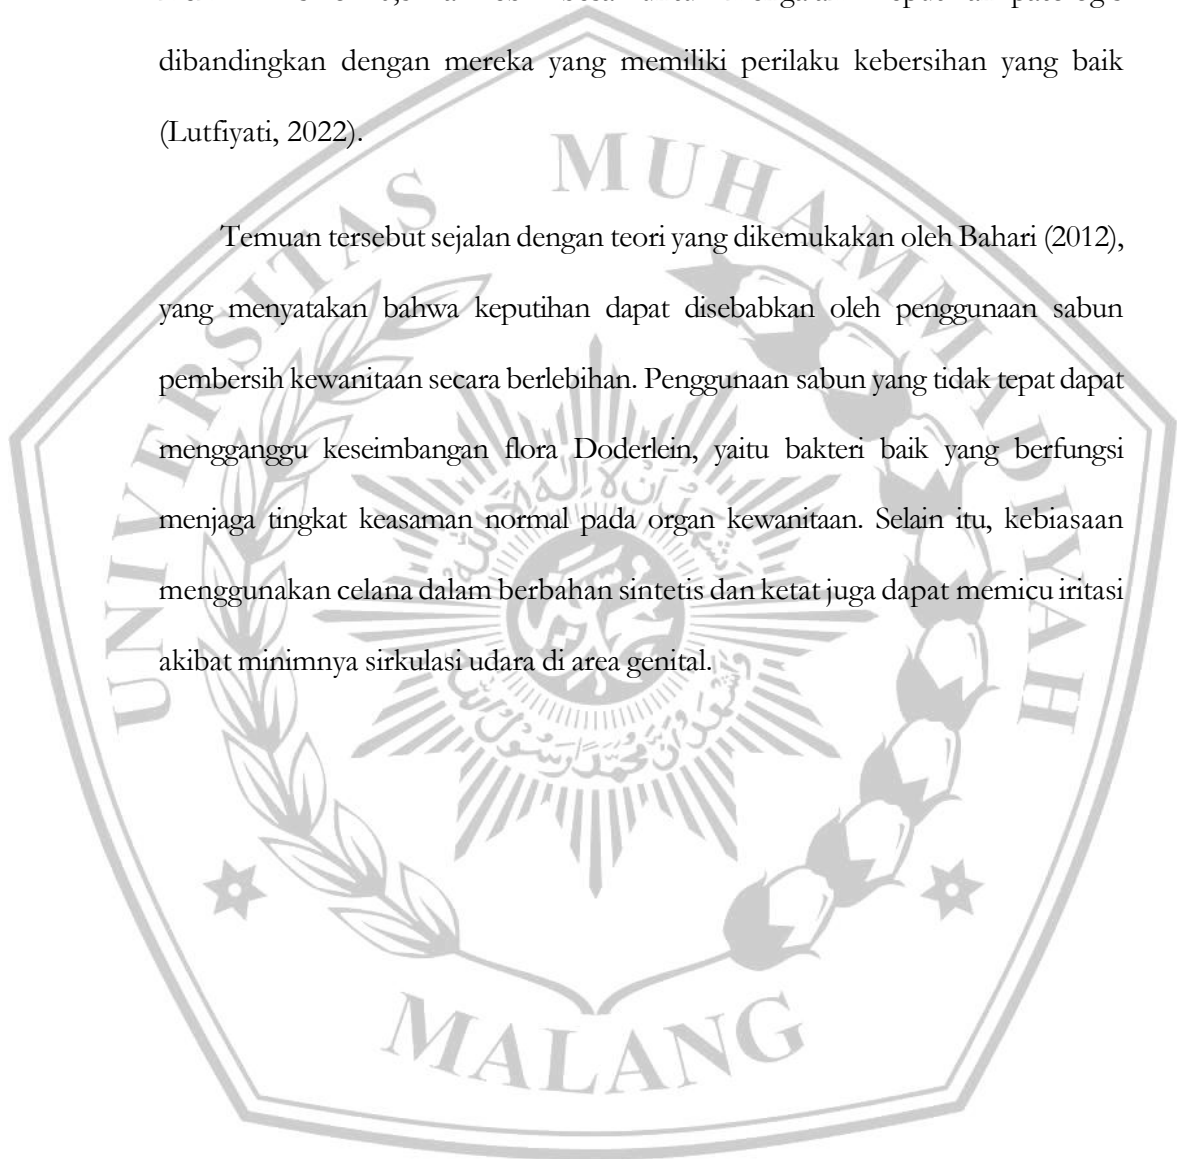 dibandingkan dengan mereka yang memiliki perilaku kebersihan yang baik
(Lutfiyati, 2022).
Temuan tersebut sejalan dengan teori yang dikemukakan oleh Bahari (2012),
yang menyatakan bahwa keputihan dapat disebabkan oleh penggunaan sabun
pembersih kewanitaan secara berlebihan. Penggunaan sabun yang tidak tepat dapat
mengganggu keseimbangan flora Doderlein, yaitu bakteri baik yang berfungsi
menjaga tingkat keasaman normal pada organ kewanitaan. Selain itu, kebiasaan
menggunakan celana dalam berbahan sintetis dan ketat juga dapat memicu iritasi
akibat minimnya sirkulasi udara di area genital.
UNIVERSITAS MUHAMMADIYAH
MALANG